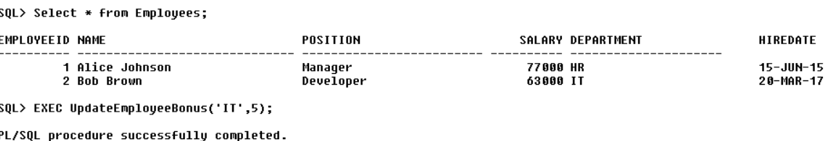 SQL> Select * from Employees;
EMPLOYEEID NAME POSITION SALARY DEPARTMENT HIREDATE
---------- -------------------------------------------------- -------------------------------------------------- ---------- -------------------------------------------------- ---------
1 Alice Johnson Manager 77000 HR 15-JUN-15
2 Bob Brown Developer 63000 IT 20-MAR-17
SQL> EXEC UpdateEmployeeBonus('IT',5);
PL/SQL procedure successfully completed.